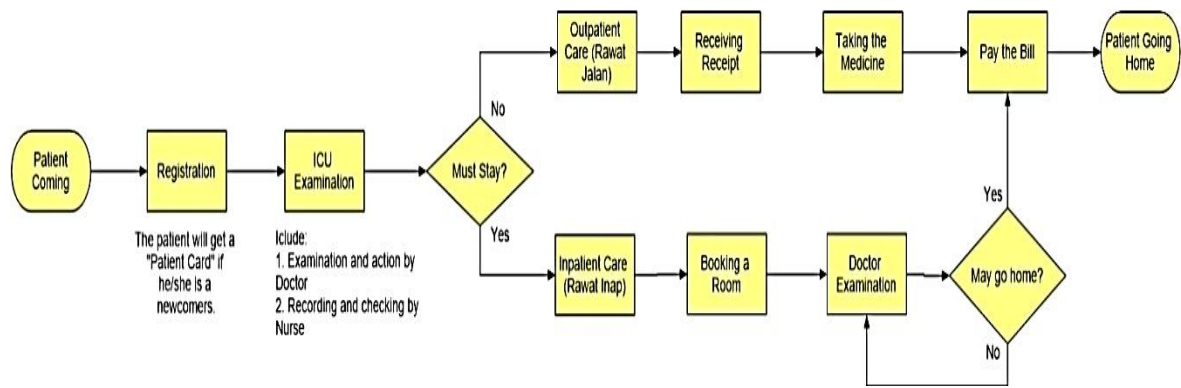 Patient
Coming
Registration
The patient will get a
"Patient Card" if
he/she is a
newcomers.
ICU
Examination
Iclude:
1. Examination and action by
Doctor
2. Recording and checking by
Nurse
Must Stay?
No
Yes
Outpatient
Care (Rawat
Jalan)
Receiving
Receipt
Taking the
Medicine
Pay the Bill
Patient Going
Home
Inpatient Care
(Rawat Inap)
Booking a
Room
Doctor
Examination
May go home?
Yes
No